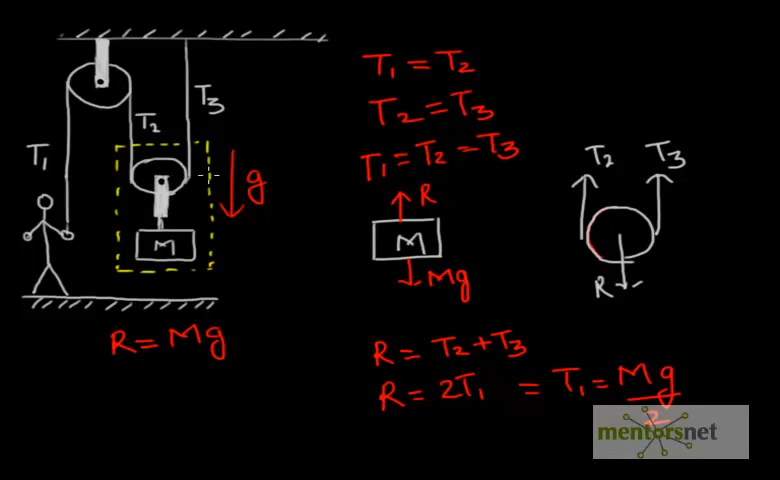 T₁
T₂
T₃
g
M
R = Mg
T₁ = T₂
T₂ = T₃
T₁ = T₂ = T₃
R
M
Mg
T₂
T₃
R
R = T₂ + T₃
R = 2T₁ = T₁ = Mg/2
mentorsnet